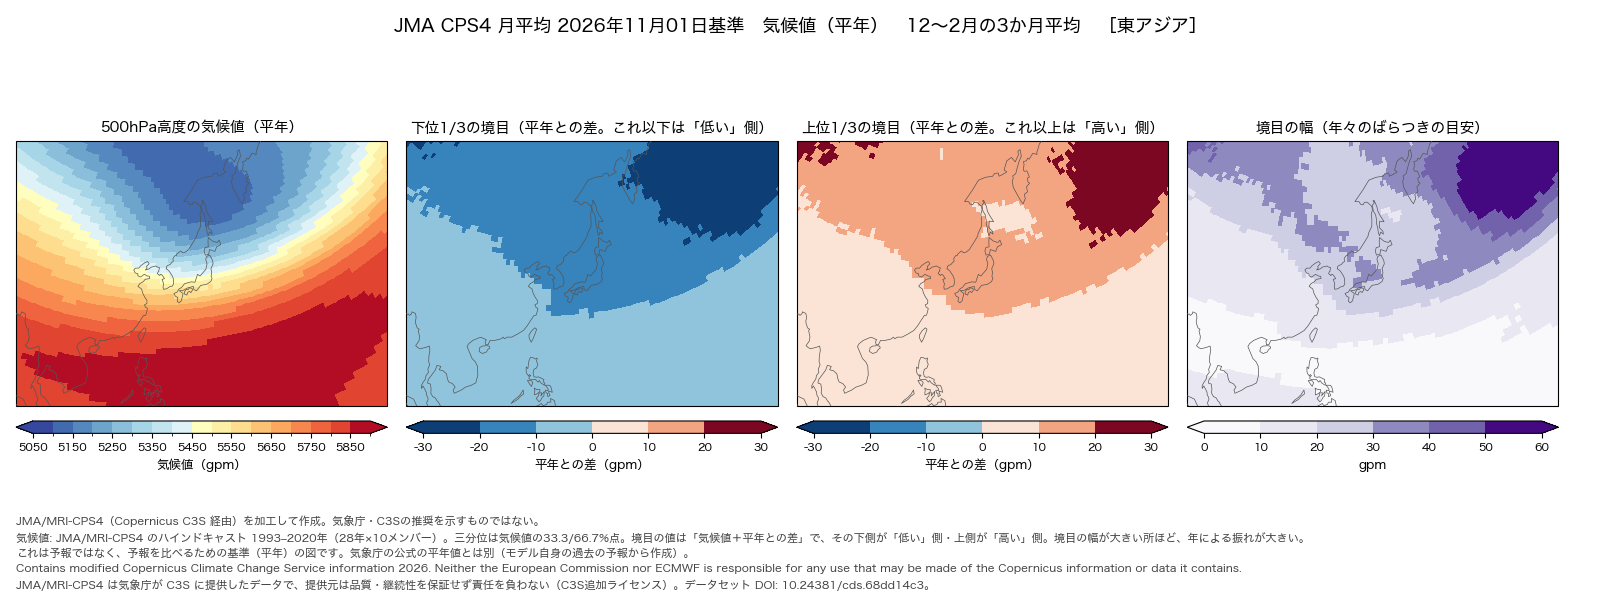 JMA CPS4 月平均 2026年11月01日基準　気候値（平年）　12～2月の3か月平均　［東アジア］
500hPa高度の気候値（平年）
下位1/3の境目（平年との差。これ以下は「低い」側）
上位1/3の境目（平年との差。これ以上は「高い」側）
境目の幅（年々のばらつきの目安）
5050 5150 5250 5350 5450 5550 5650 5750 5850
気候値（gpm）
-30 -20 -10 0 10 20 30
平年との差（gpm）
-30 -20 -10 0 10 20 30
平年との差（gpm）
0 10 20 30 40 50 60
gpm
JMA/MRI-CPS4（Copernicus C3S 経由）を加工して作成。気象庁・C3Sの推奨を示すものではない。
気候値: JMA/MRI-CPS4 のハインドキャスト 1993–2020年（28年×10メンバー）。三分位は気候値の33.3/66.7%点。境目の値は「気候値＋平年との差」で、その下側が「低い」側・上側が「高い」側。境目の幅が大きい所ほど、年による振れが大きい。
これは予報ではなく、予報を比べるための基準（平年）の図です。気象庁の公式の平年値とは別（モデル自身の過去の予報から作成）。
Contains modified Copernicus Climate Change Service information 2026. Neither the European Commission nor ECMWF is responsible for any use that may be made of the Copernicus information or data it contains.
JMA/MRI-CPS4 は気象庁が C3S に提供したデータで、提供元は品質・継続性を保証せず責任を負わない（C3S追加ライセンス）。データセット DOI: 10.24381/cds.68dd14c3。